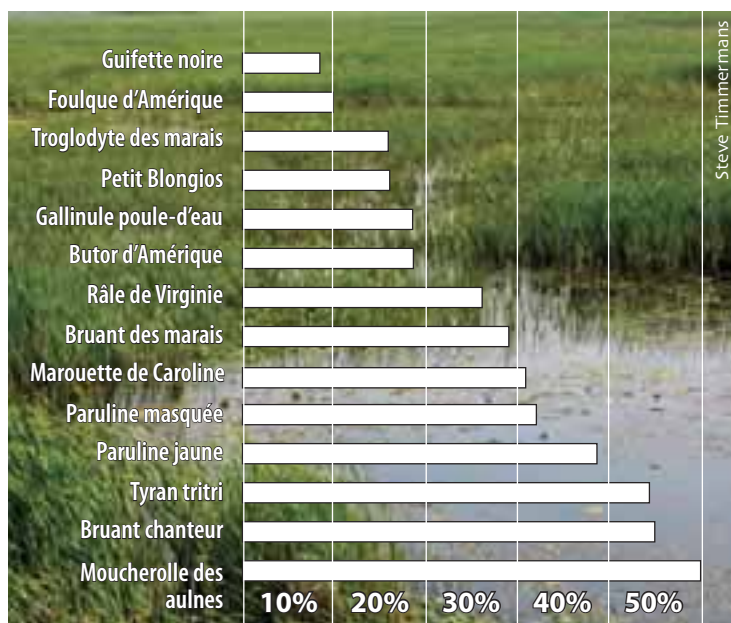 Guifette noire
Foulque d'Amérique
Troglodyte des marais
Petit Blongios
Gallinule poule-d'eau
Butor d'Amérique
Râle de Virginie
Bruant des marais
Marouette de Caroline
Paruline masquée
Paruline jaune
Tyran tritri
Bruant chanteur
Moucherolle des
aulnes
10% 20% 30% 40% 50%
Steve Timmermans